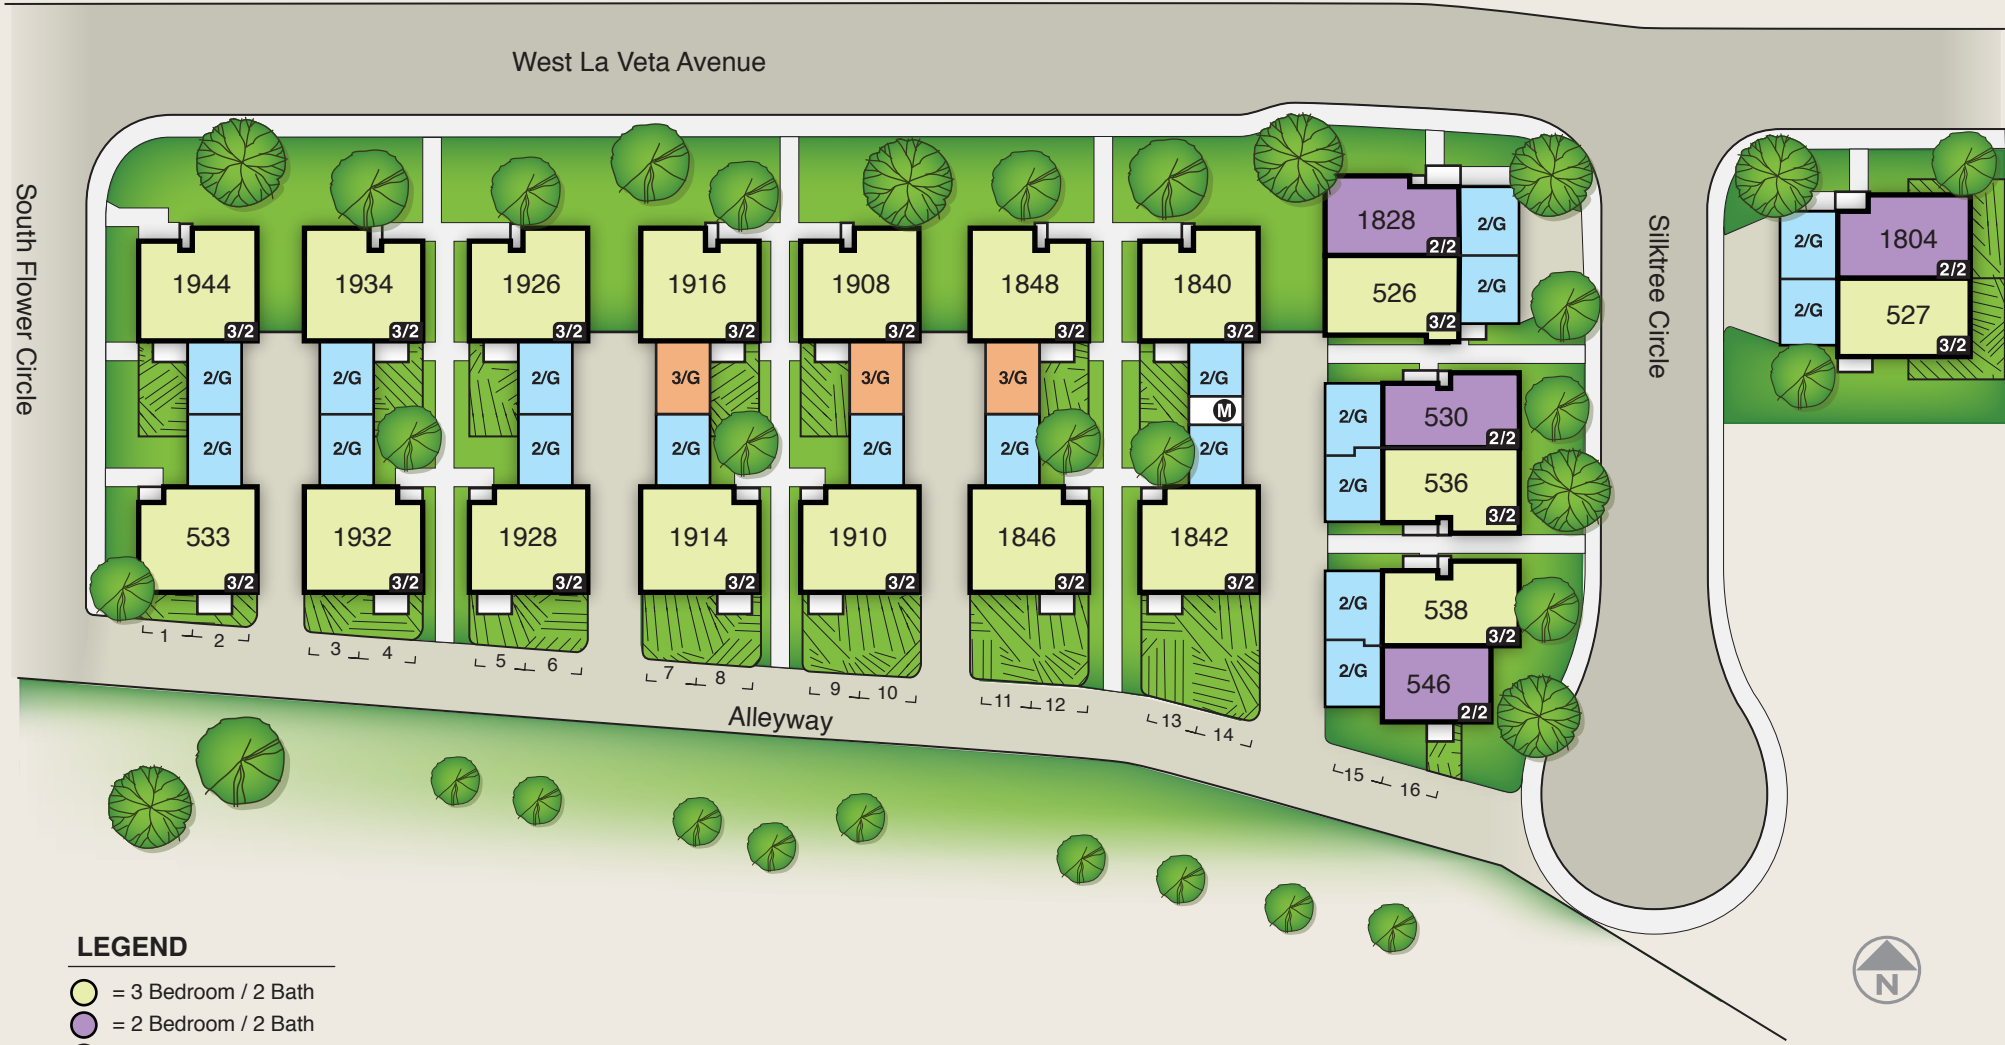 West La Veta Avenue
South Flower Circle
Silktree Circle
1944
3/2
1934
3/2
1926
3/2
1916
3/2
1908
3/2
1848
3/2
1840
3/2
1828
2/2
2/G
526
3/2
2/G
2/G
1804
2/2
2/G
527
3/2
2/G
2/G
2/G
3/G
3/G
3/G
2/G
M
2/G
2/G
2/G
2/G
2/G
2/G
2/G
2/G
530
2/2
2/G
536
3/2
533
3/2
1932
3/2
1928
3/2
1914
3/2
1910
3/2
1846
3/2
1842
3/2
2/G
538
3/2
2/G
546
2/2
1 2
3 4
5 6
7 8
9 10
11 12
13 14
15 16
Alleyway
LEGEND
= 3 Bedroom / 2 Bath
= 2 Bedroom / 2 Bath
N